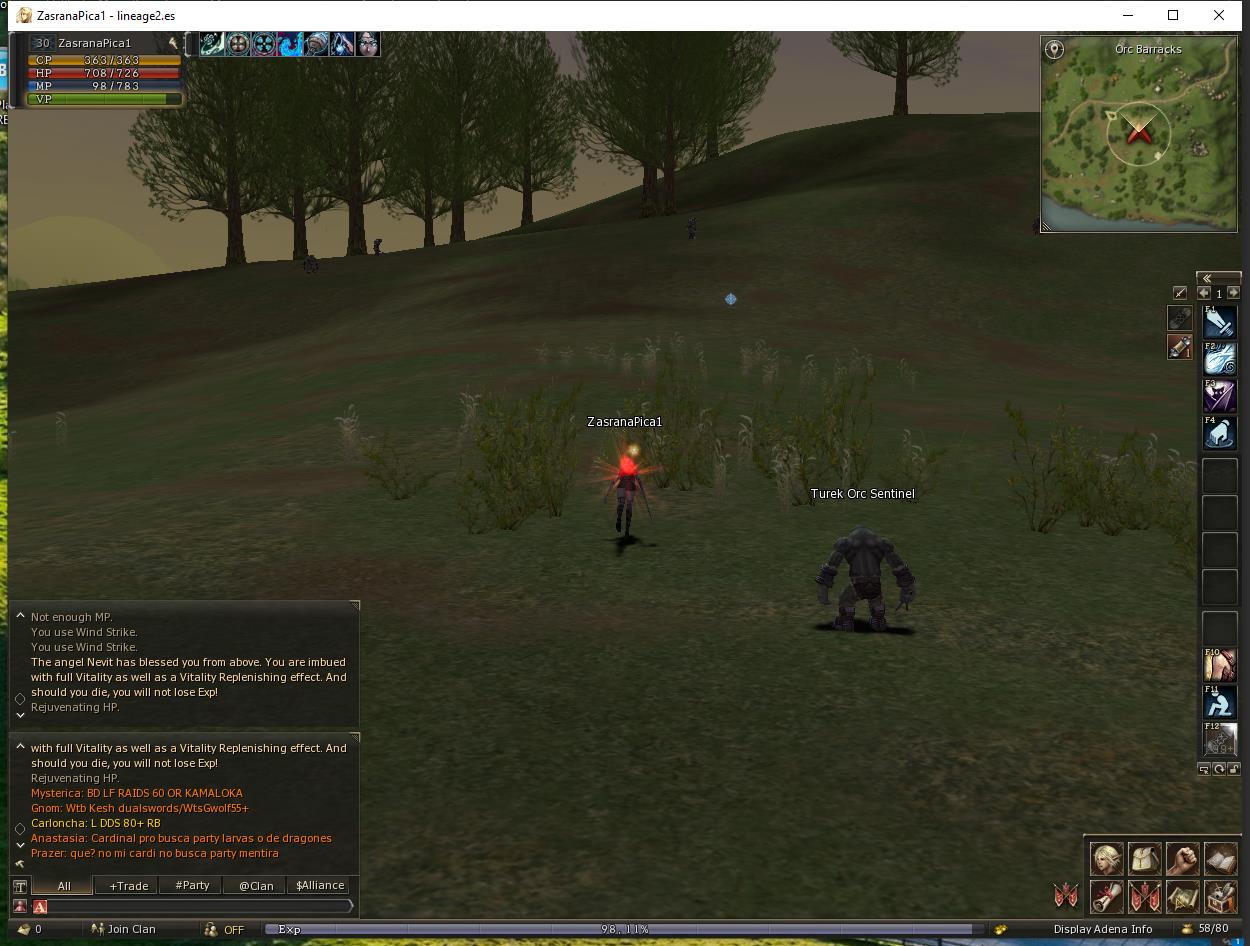 ZasranaPica1 - lineage2.es
30 ZasranaPica1
CP 363/363
HP 708/726
MP 98/783
VP
Orc Barracks
1
F1
F2
F3
F4
1
ZasranaPica1
Turek Orc Sentinel
Not enough MP.
You use Wind Strike.
You use Wind Strike.
The angel Nevit has blessed you from above. You are imbued
with full Vitality as well as a Vitality Replenishing effect. And
should you die, you will not lose Exp!
Rejuvenating HP.
F10
F11
F12
99+
with full Vitality as well as a Vitality Replenishing effect. And
should you die, you will not lose Exp!
Rejuvenating HP.
Mysterica: BD LF RAIDS 60 OR KAMALOKA
Gnom: Wtb Kesh dualswords/WtsGwolf55+
Carloncha: L DDS 80+ RB
Anastasia: Cardinal pro busca party larvas o de dragones
Prazer: que? no mi cardi no busca party mentira
T All +Trade #Party @Clan $Alliance
A
0 Join Clan OFF Exp 98.11% Display Adena Info 58/80